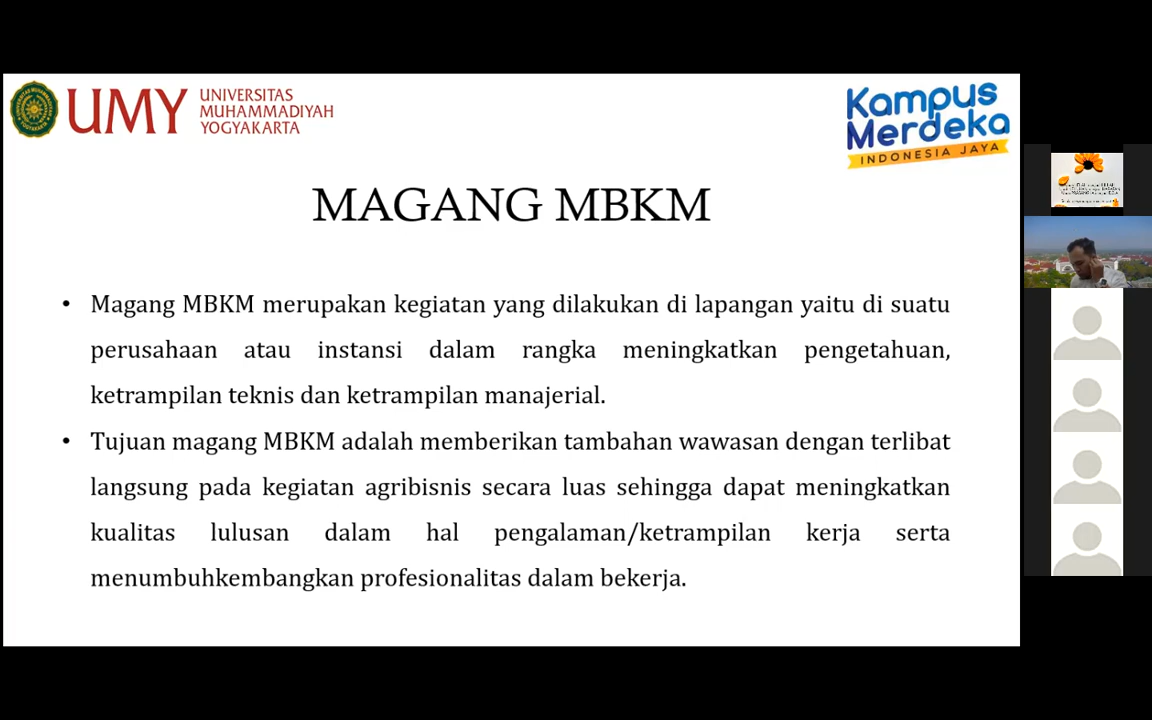 UMY
UNIVERSITAS
MUHAMMADIYAH
YOGYAKARTA
Kampus
Merdeka
INDONESIA JAYA
MAGANG MBKM
• Magang MBKM merupakan kegiatan yang dilakukan di lapangan yaitu di suatu
perusahaan atau instansi dalam rangka meningkatkan pengetahuan,
ketrampilan teknis dan ketrampilan manajerial.
• Tujuan magang MBKM adalah memberikan tambahan wawasan dengan terlibat
langsung pada kegiatan agribisnis secara luas sehingga dapat meningkatkan
kualitas lulusan dalam hal pengalaman/ketrampilan kerja serta
menumbuhkembangkan profesionalitas dalam bekerja.